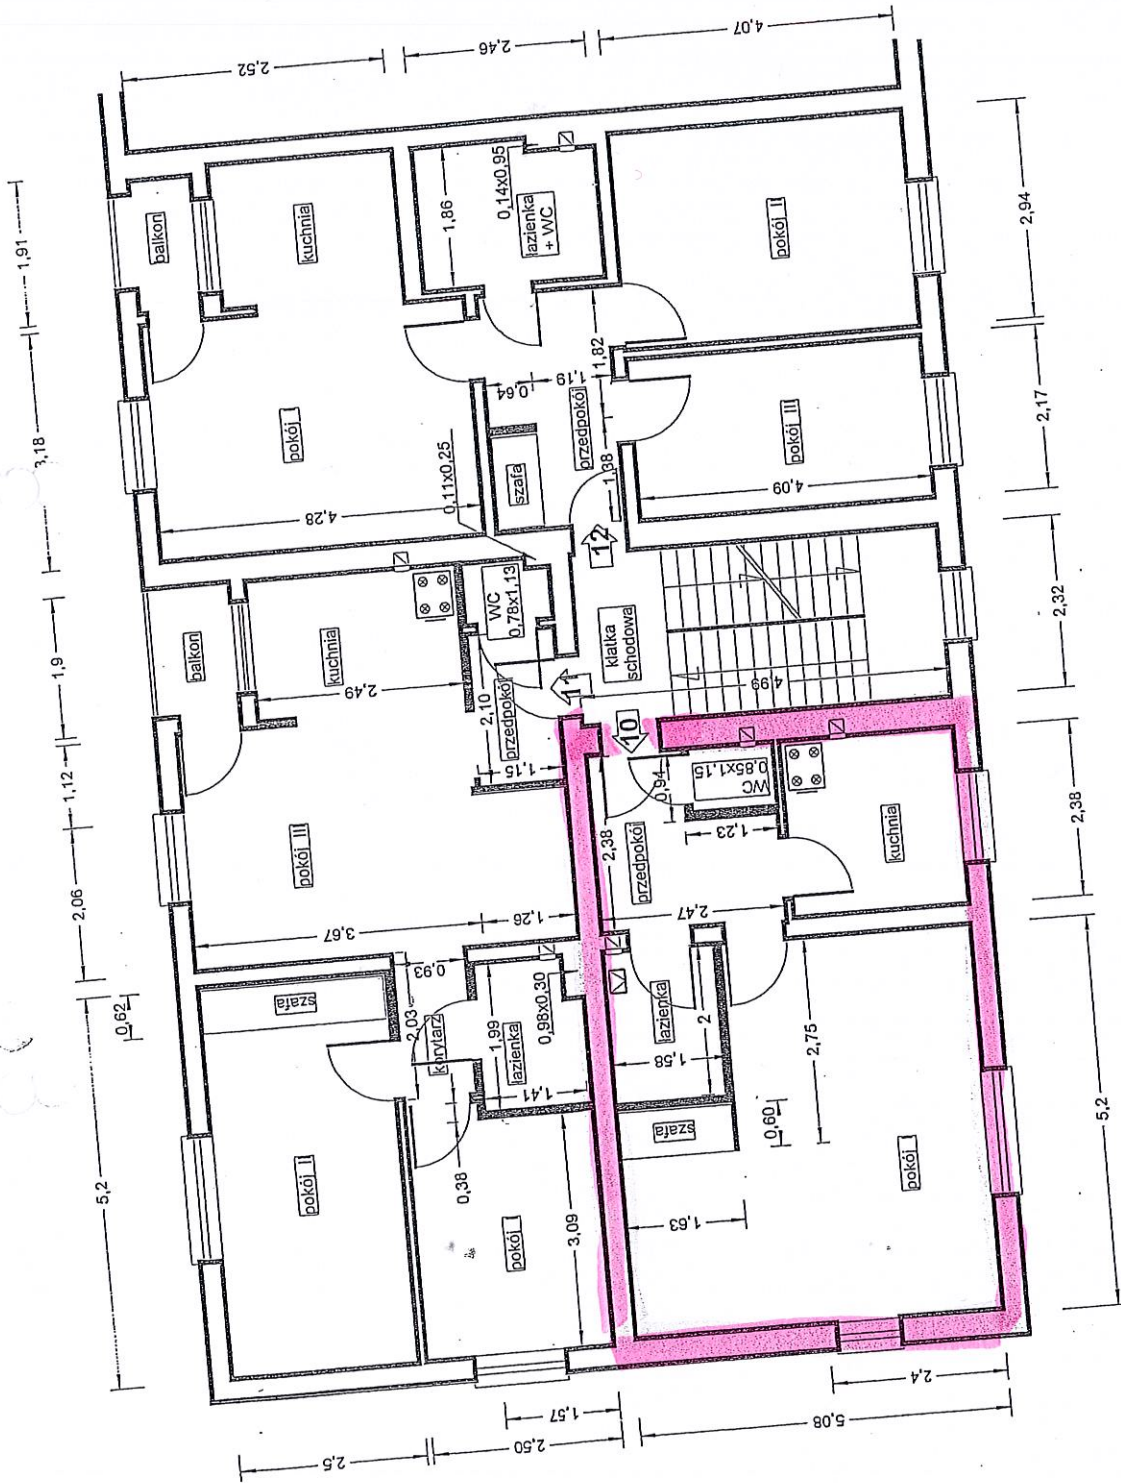 2,52
2,46
4,07
1,91
3,18
1,9
1,12
2,06
0,62
5,2
balkon
kuchnia
1,86
0,14x0,95
łazienka
+ WC
pokój II
2,94
pokój I
4,28
0,11x0,25
0,64
1,19
1,82
przedpokój
szafa
1,38
pokój III
4,09
2,17
12
balkon
kuchnia
2,49
WC
0,78x1,13
2,10
przedpokój
1,15
klatka
schodowa
4,99
2,32
10
pokój III
3,67
1,26
2,38
0,94
WC
0,85x1,15
1,23
przedpokój
kuchnia
2,38
2,47
szafa
0,93
2,03
korytarz
1,99
0,98x0,30
łazienka
1,41
łazienka
2
1,58
2,75
pokój II
0,38
pokój I
3,09
szafa
0,60
1,63
pokój I
5,2
2,5
2,50
1,57
5,08
2,4